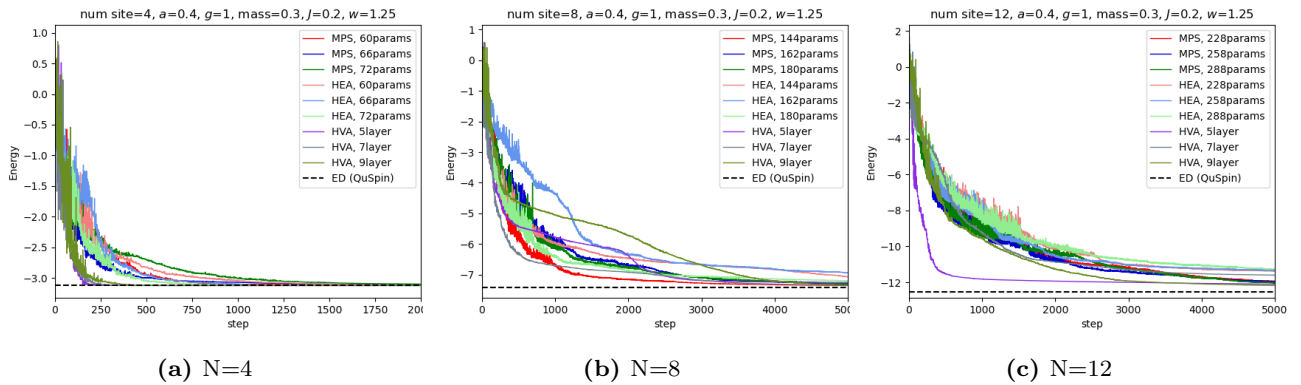 num site=4, a=0.4, g=1, mass=0.3, J=0.2, w=1.25
1.0
0.5
0.0
-0.5
-1.0
-1.5
-2.0
-2.5
-3.0
Energy
MPS, 60params
MPS, 66params
MPS, 72params
HEA, 60params
HEA, 66params
HEA, 72params
HVA, 5layer
HVA, 7layer
HVA, 9layer
ED (QuSpin)
0 250 500 750 1000 1250 1500 1750 2000
step
(a) N=4
num site=8, a=0.4, g=1, mass=0.3, J=0.2, w=1.25
1
0
-1
-2
-3
-4
-5
-6
-7
Energy
MPS, 144params
MPS, 162params
MPS, 180params
HEA, 144params
HEA, 162params
HEA, 180params
HVA, 5layer
HVA, 7layer
HVA, 9layer
ED (QuSpin)
0 1000 2000 3000 4000 5000
step
(b) N=8
num site=12, a=0.4, g=1, mass=0.3, J=0.2, w=1.25
2
0
-2
-4
-6
-8
-10
-12
Energy
MPS, 228params
MPS, 258params
MPS, 288params
HEA, 228params
HEA, 258params
HEA, 288params
HVA, 5layer
HVA, 7layer
HVA, 9layer
ED (QuSpin)
0 1000 2000 3000 4000 5000
step
(c) N=12